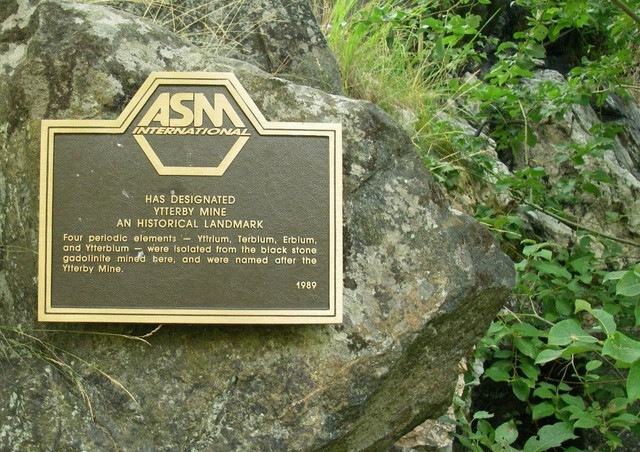 ASM
INTERNATIONAL
HAS DESIGNATED
YTTERBY MINE
AN HISTORICAL LANDMARK
Four periodic elements — Yttrium, Terbium, Erbium,
and Ytterbium — were isolated from the black stone
gadolinite mined here, and were named after the
Ytterby Mine.
1989